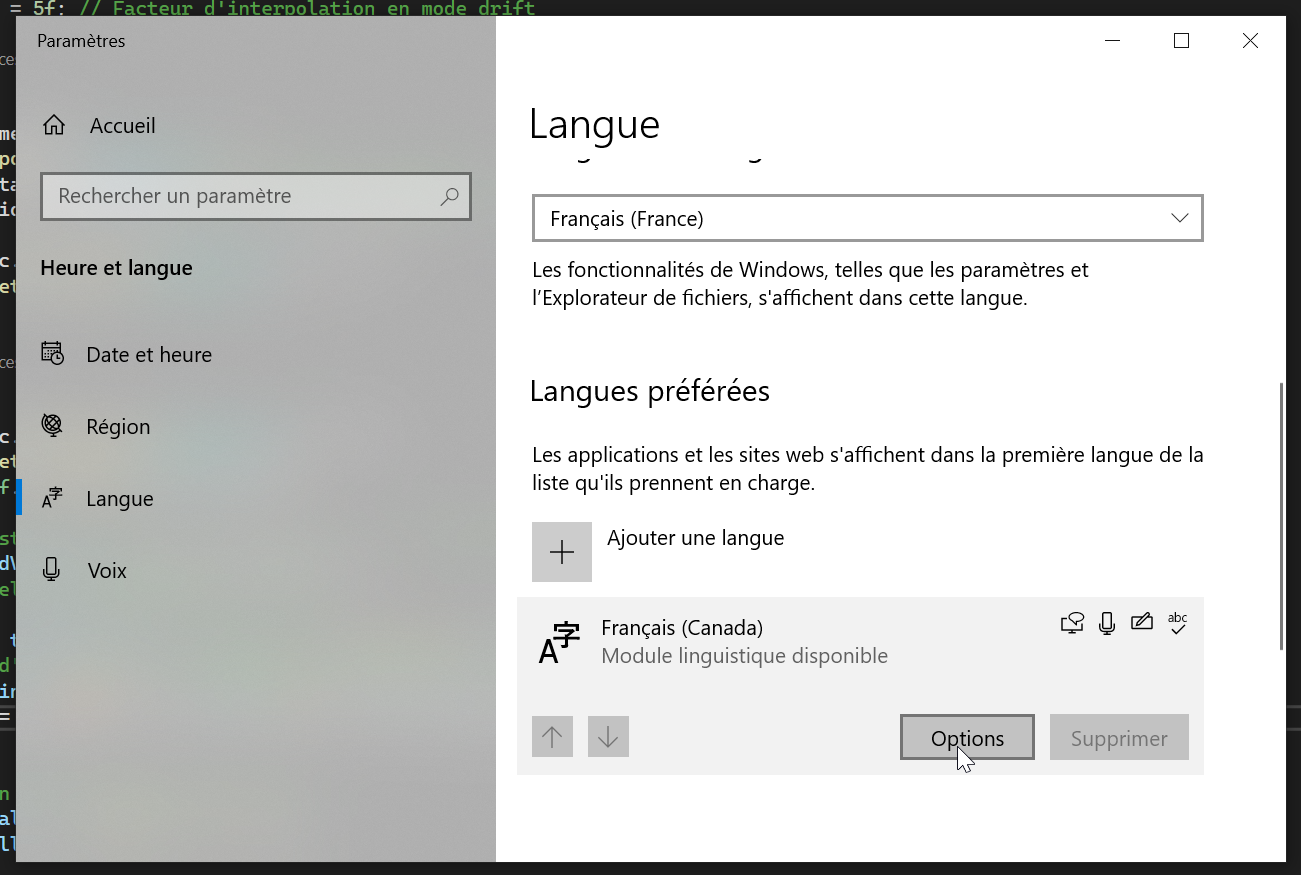 = 5f; // Facteur d'interpolation en mode drift
Paramètres
Accueil
Rechercher un paramètre
Heure et langue
Date et heure
Région
Langue
Voix
Langue
Français (France)
Les fonctionnalités de Windows, telles que les paramètres et
l’Explorateur de fichiers, s'affichent dans cette langue.
Langues préférées
Les applications et les sites web s'affichent dans la première langue de la
liste qu'ils prennent en charge.
Ajouter une langue
Français (Canada)
Module linguistique disponible
abc
Options
Supprimer